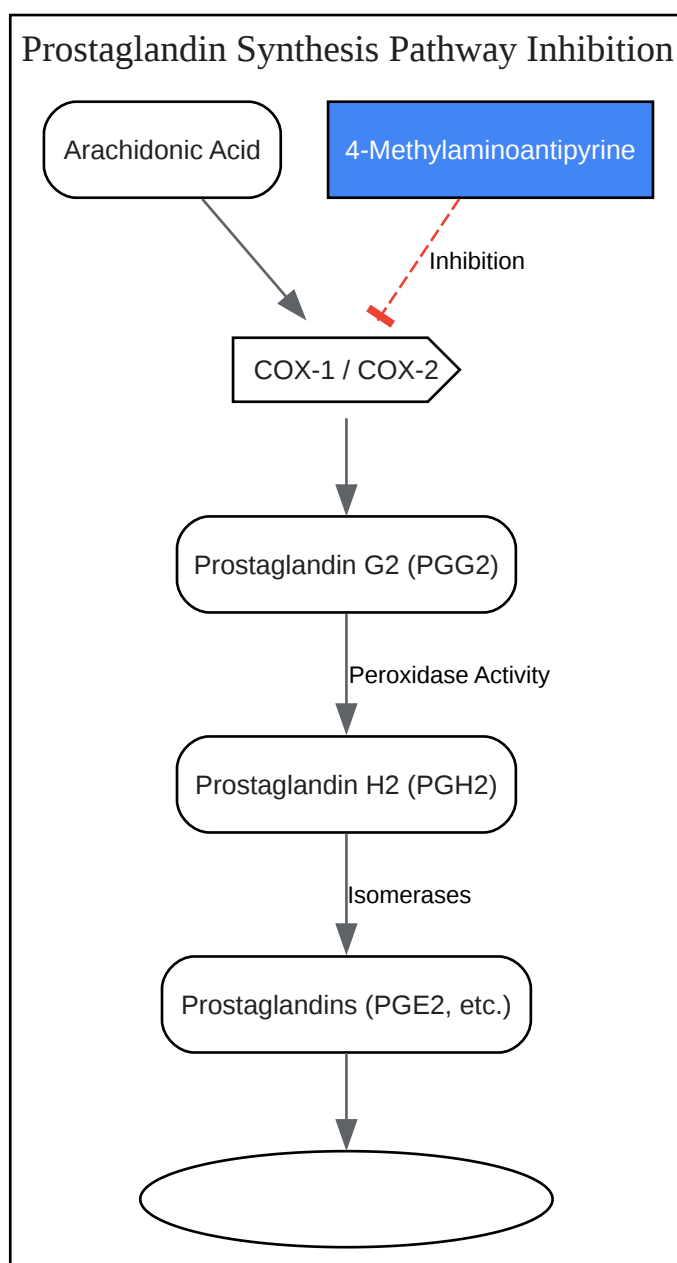 Prostaglandin Synthesis Pathway Inhibition
Arachidonic Acid
4-Methylaminoantipyrine
Inhibition
COX-1 / COX-2
Prostaglandin G2 (PGG2)
Peroxidase Activity
Prostaglandin H2 (PGH2)
Isomerases
Prostaglandins (PGE2, etc.)